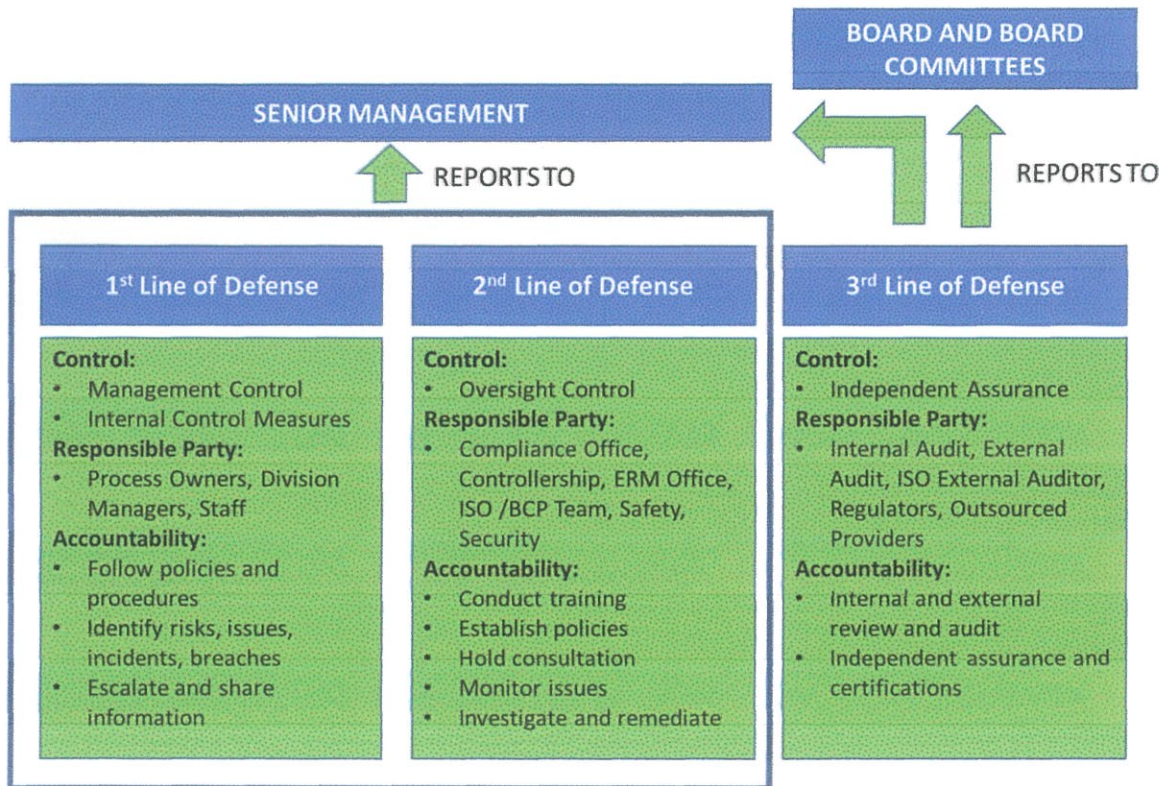 BOARD AND BOARD
COMMITTEES
SENIOR MANAGEMENT
REPORTS TO
REPORTS TO
1st Line of Defense
Control:
• Management Control
• Internal Control Measures
Responsible Party:
• Process Owners, Division
Managers, Staff
Accountability:
• Follow policies and
procedures
• Identify risks, issues,
incidents, breaches
• Escalate and share
information
2nd Line of Defense
Control:
• Oversight Control
Responsible Party:
• Compliance Office,
Controllership, ERM Office,
ISO /BCP Team, Safety,
Security
Accountability:
• Conduct training
• Establish policies
• Hold consultation
• Monitor issues
• Investigate and remediate
3rd Line of Defense
Control:
• Independent Assurance
Responsible Party:
• Internal Audit, External
Audit, ISO External Auditor,
Regulators, Outsourced
Providers
Accountability:
• Internal and external
review and audit
• Independent assurance and
certifications